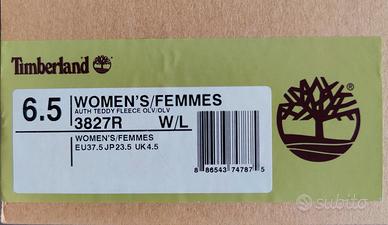 Timberland
6.5
WOMEN'S/FEMMES
AUTH TEDDY FLEECE OLV/OLV
3827R W/L
WOMEN'S/FEMMES
EU37.5 JP23.5 UK4.5
8 86543 74787 5
®
subito